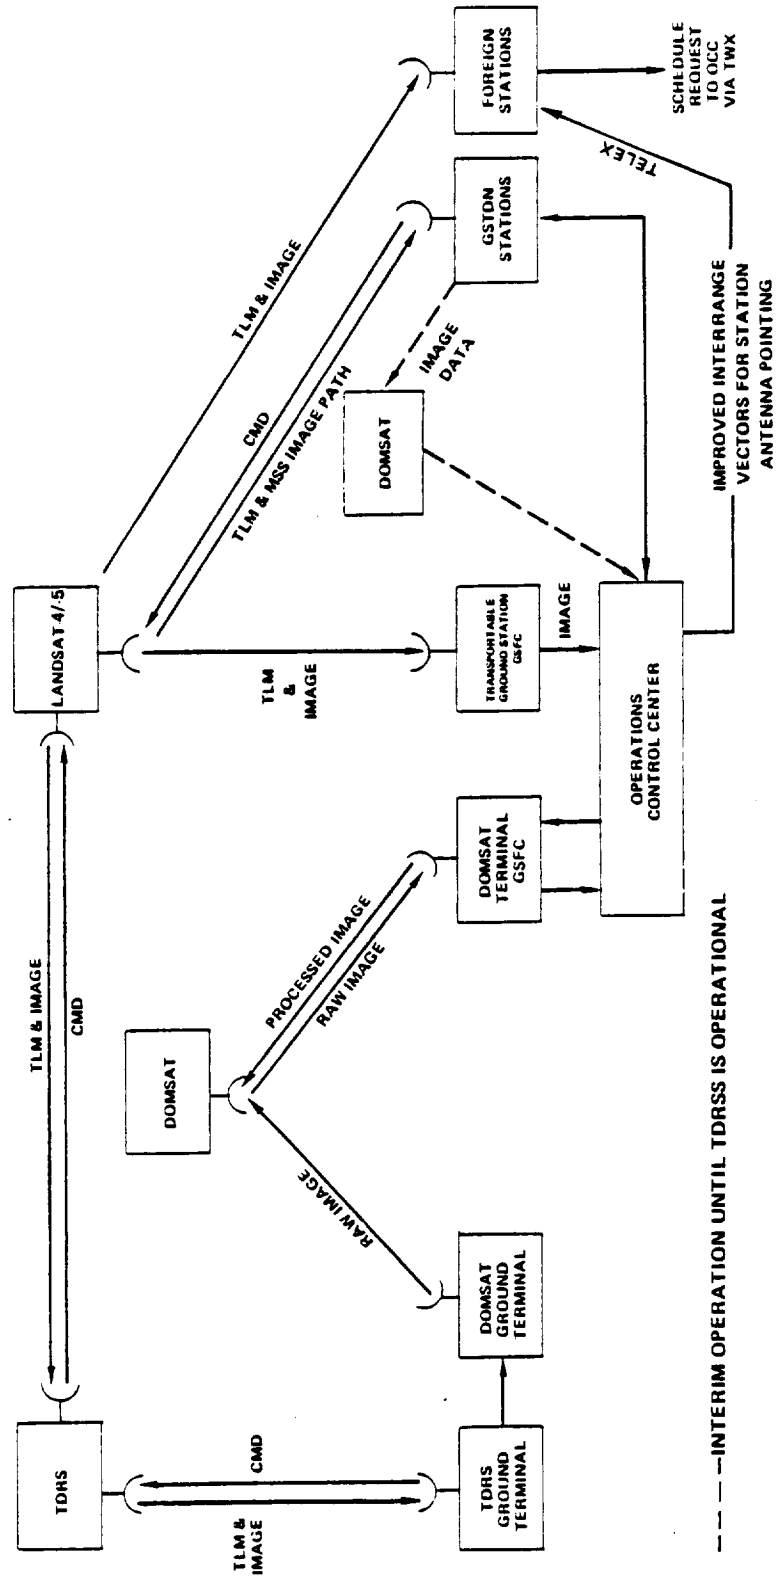 LANDSAT 4/-5
TLM & IMAGE
CMD
TDRS
TLM &
IMAGE
CMD
TDRS
GROUND
TERMINAL
DOMSAT
GROUND
TERMINAL
RAW IMAGE
DOMSAT
PROCESSED IMAGE
RAW IMAGE
DOMSAT
TERMINAL
GSFC
TLM
&
IMAGE
TRANSPORTABLE
GROUND STATION
GSFC
IMAGE
OPERATIONS
CONTROL CENTER
CMD
TLM & MSS IMAGE PATH
DOMSAT
IMAGE
DATA
GSTDN
STATIONS
TLM & IMAGE
FOREIGN
STATIONS
TELEX
SCHEDULE
REQUEST
TO OCC
VIA TWX
IMPROVED INTERRANGE
VECTORS FOR STATION
ANTENNA POINTING
— — — —INTERIM OPERATION UNTIL TDRSS IS OPERATIONAL